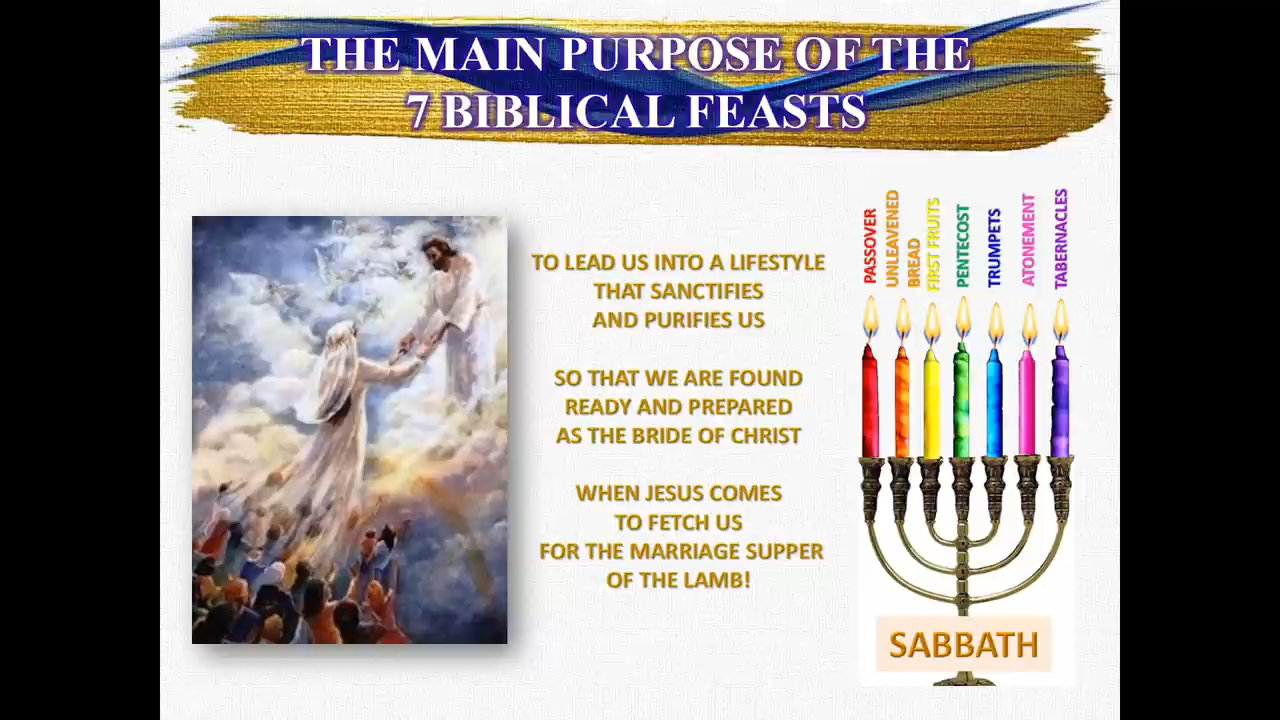 THE MAIN PURPOSE OF THE
7 BIBLICAL FEASTS
TO LEAD US INTO A LIFESTYLE
THAT SANCTIFIES
AND PURIFIES US
SO THAT WE ARE FOUND
READY AND PREPARED
AS THE BRIDE OF CHRIST
WHEN JESUS COMES
TO FETCH US
FOR THE MARRIAGE SUPPER
OF THE LAMB!
PASSOVER
UNLEAVENED
BREAD
FIRST FRUITS
PENTECOST
TRUMPETS
ATONEMENT
TABERNACLES
SABBATH